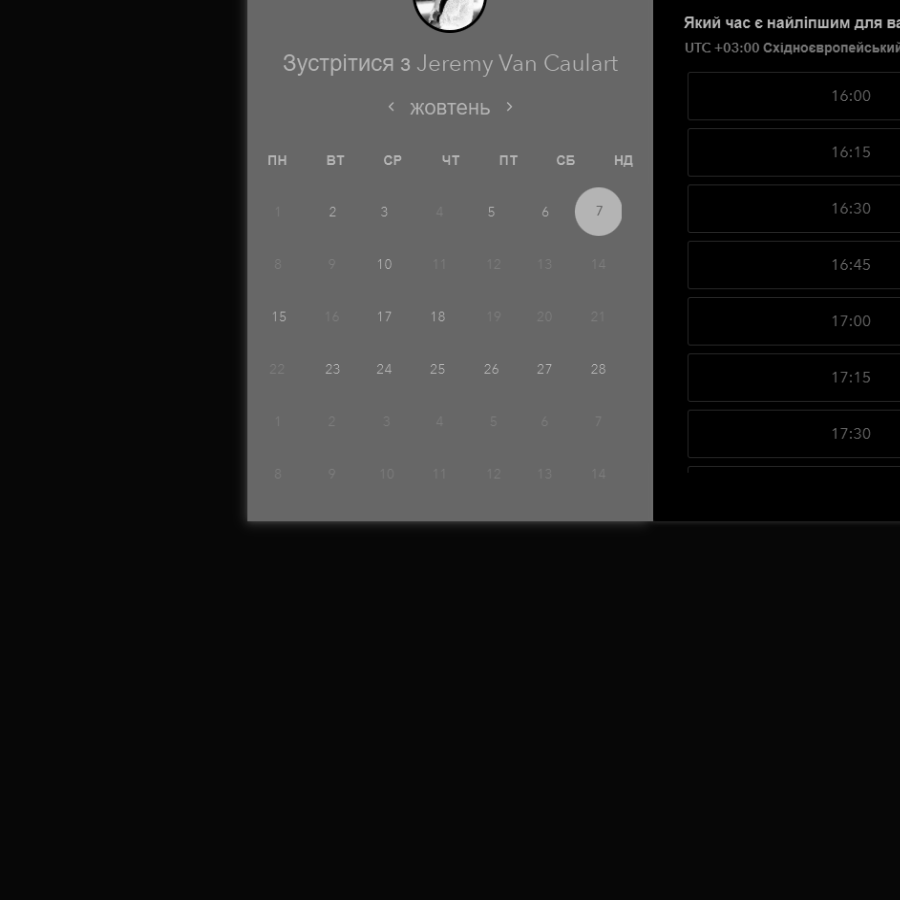 Зустрітися з Jeremy Van Caulart
жовтень
ПН ВТ СР ЧТ ПТ СБ НД
1 2 3 4 5 6 7
8 9 10 11 12 13 14
15 16 17 18 19 20 21
22 23 24 25 26 27 28
1 2 3 4 5 6 7
8 9 10 11 12 13 14
Який час є найліпшим для
UTC +03:00 Східноєвропейський
16:00
16:15
16:30
16:45
17:00
17:15
17:30